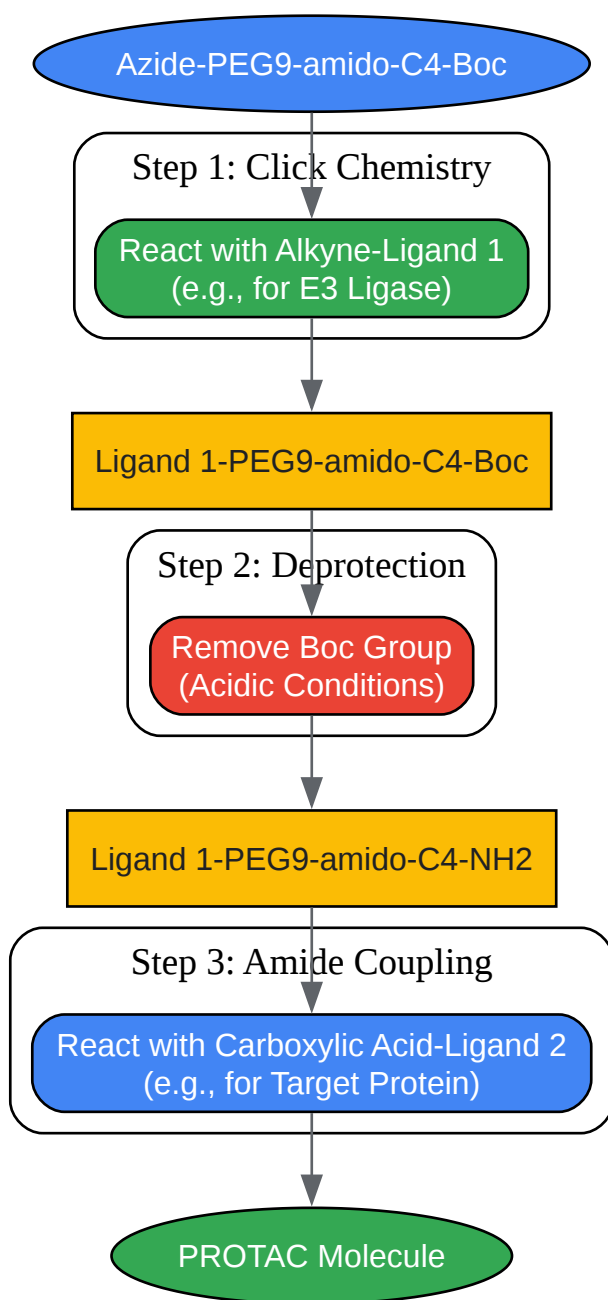 Azide-PEG9-amido-C4-Boc
Step 1: Click Chemistry
React with Alkyne-Ligand 1
(e.g., for E3 Ligase)
Ligand 1-PEG9-amido-C4-Boc
Step 2: Deprotection
Remove Boc Group
(Acidic Conditions)
Ligand 1-PEG9-amido-C4-NH2
Step 3: Amide Coupling
React with Carboxylic Acid-Ligand 2
(e.g., for Target Protein)
PROTAC Molecule